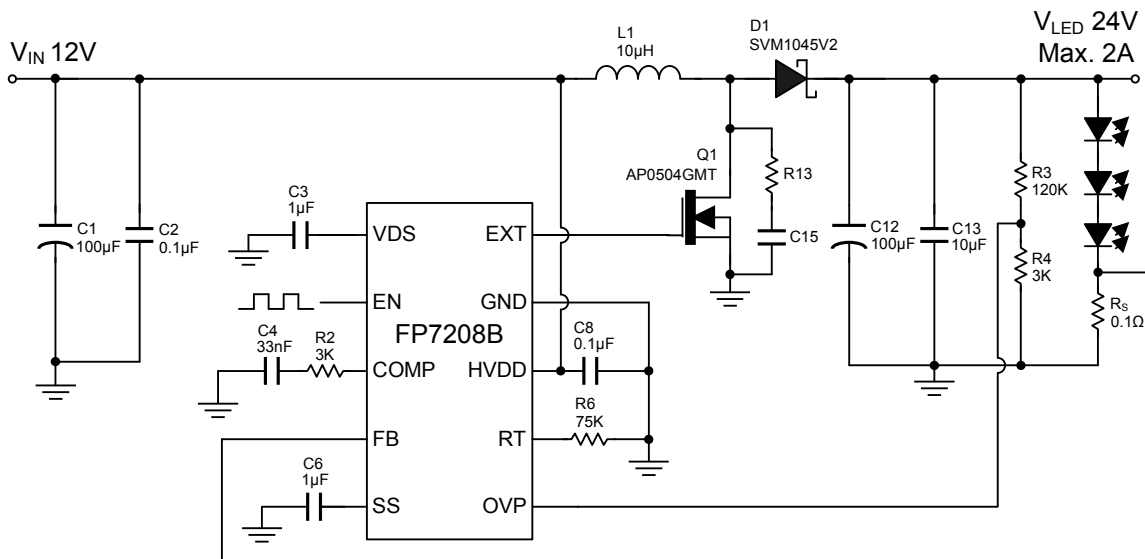 V_IN 12V
L1
10µH
D1
SVM1045V2
V_LED 24V
Max. 2A
Q1
AP0504GMT
R13
C15
C1
100µF
C2
0.1µF
C3
1µF
VDS
EXT
EN
GND
FP7208B
C4
33nF
R2
3K
COMP
HVDD
C8
0.1µF
FB
RT
R6
75K
C6
1µF
SS
OVP
C12
100µF
C13
10µF
R3
120K
R4
3K
R_S
0.1Ω